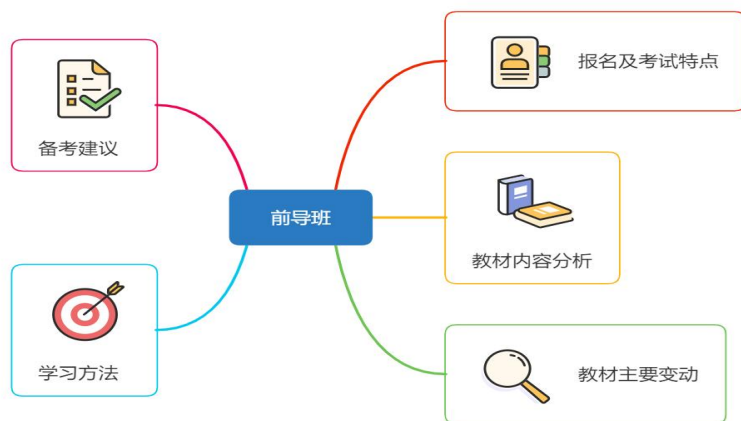 报名及考试特点
备考建议
前导班
教材内容分析
学习方法
教材主要变动